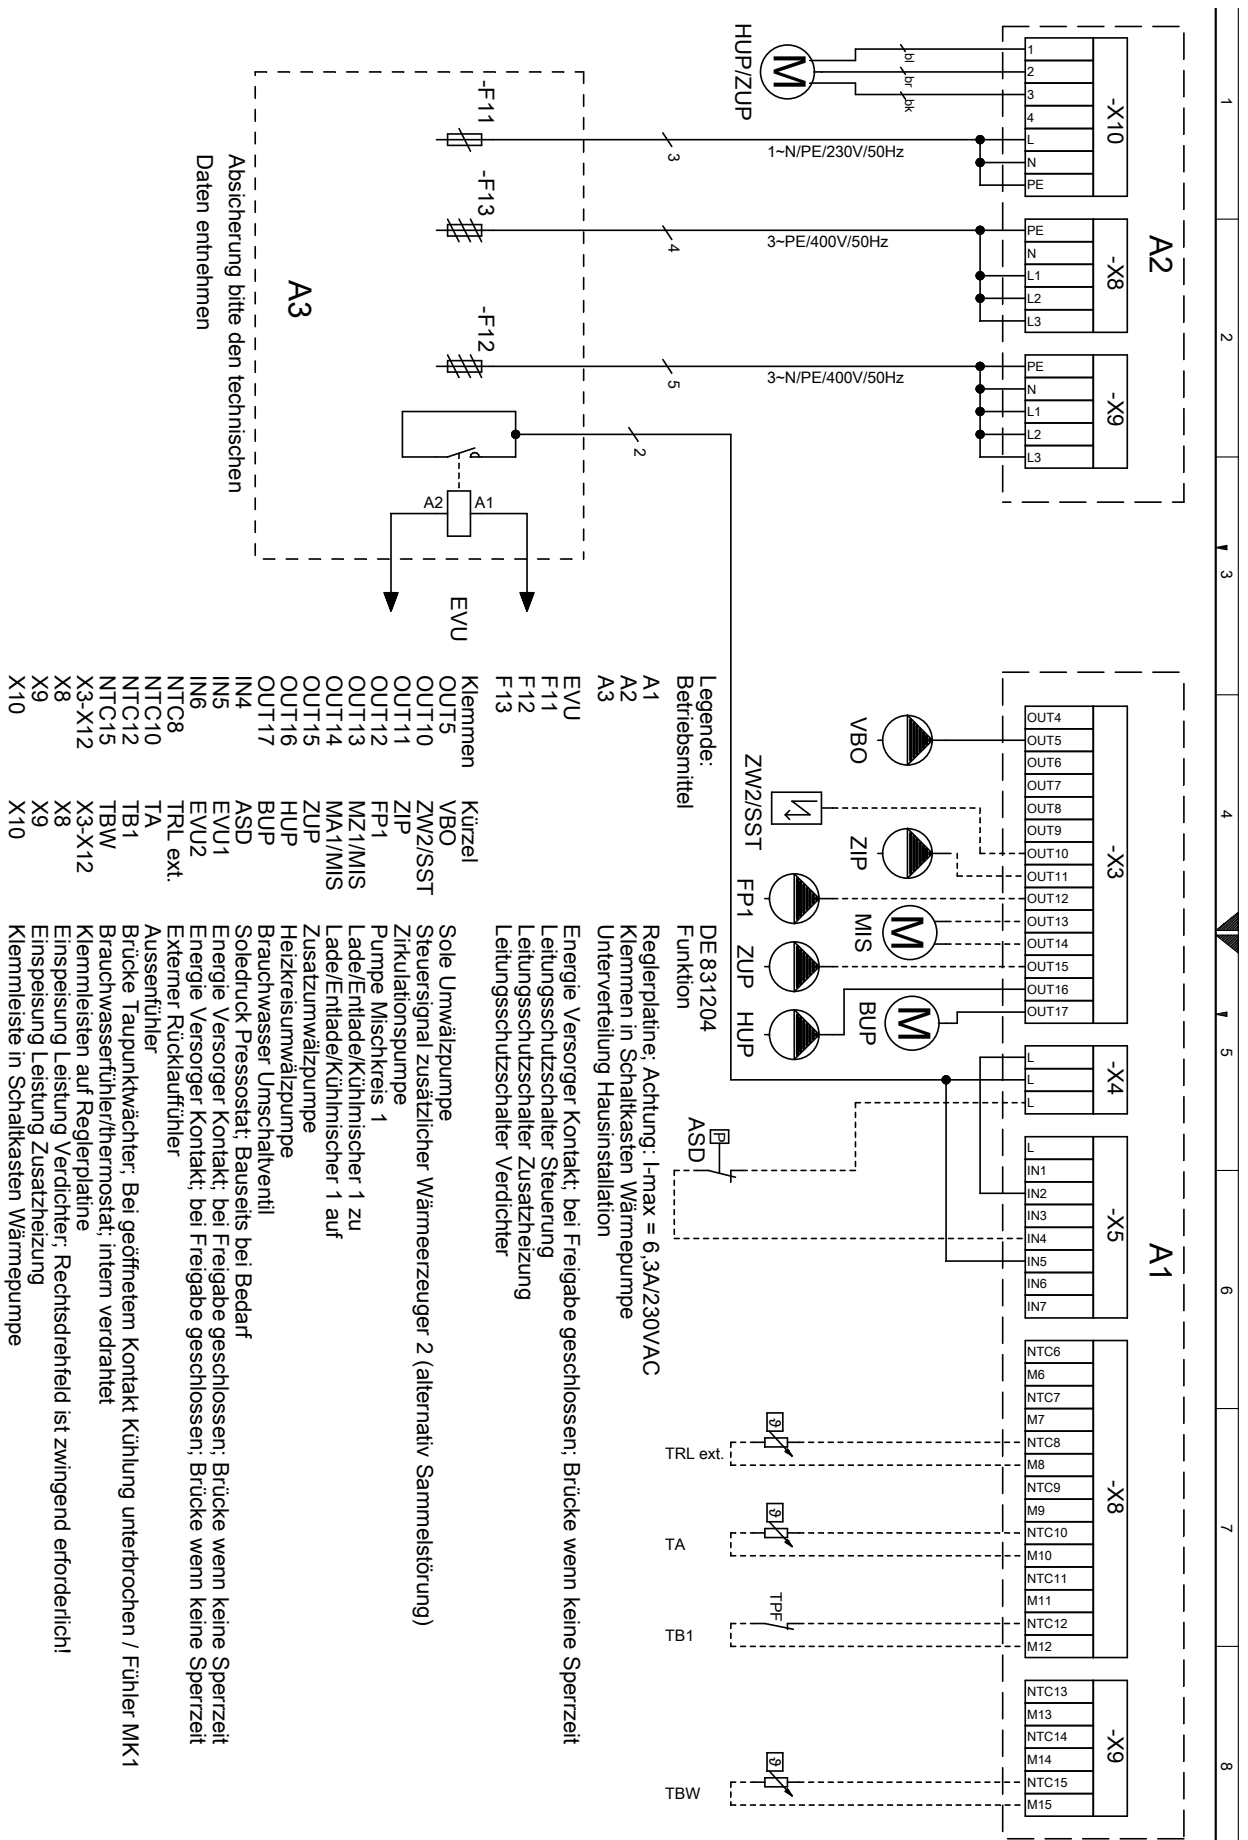 1
2
3
4
5
6
7
8
A2
A1
-X10
1
2
3
4
L
N
PE
-X8
PE
N
L1
L2
L3
-X9
PE
N
L1
L2
L3
-X3
OUT4
OUT5
OUT6
OUT7
OUT8
OUT9
OUT10
OUT11
OUT12
OUT13
OUT14
OUT15
OUT16
OUT17
-X4
L
L
L
-X5
L
IN1
IN2
IN3
IN4
IN5
IN6
IN7
-X8
NTC6
M6
NTC7
M7
NTC8
M8
NTC9
M9
NTC10
M10
NTC11
M11
NTC12
M12
-X9
NTC13
M13
NTC14
M14
NTC15
M15
bl
br
bk
M
HUP/ZUP
1~N/PE/230V/50Hz
3~PE/400V/50Hz
3~N/PE/400V/50Hz
3
4
5
2
VBO
ZW2/SST
ZIP
FP1
M
MIS
ZUP
HUP
M
BUP
P
ASD
ϑ
TRL ext.
ϑ
TA
TPF
TB1
ϑ
TBW
-F11
-F13
-F12
A2
A1
EVU
A3
Absicherung bitte den technischen
Daten entnehmen
Legende: DE831204
Betriebsmittel Funktion
A1 Reglerplatine; Achtung: I-max = 6,3A/230VAC
A2 Klemmen in Schaltkasten Wärmepumpe
A3 Unterverteilung Hausinstallation
EVU Energie Versorger Kontakt; bei Freigabe geschlossen; Brücke wenn keine Sperrzeit
F11 Leitungsschutzschalter Steuerung
F12 Leitungsschutzschalter Zusatzheizung
F13 Leitungsschutzschalter Verdichter
Klemmen Kürzel
OUT5 VBO Sole Umwälzpumpe
OUT10 ZW2/SST Steuersignal zusätzlicher Wärmeerzeuger 2 (alternativ Sammelstörung)
OUT11 ZIP Zirkulationspumpe
OUT12 FP1 Pumpe Mischkreis 1
OUT13 MZ1/MIS Lade/Entlade/Kühlmischer 1 zu
OUT14 MA1/MIS Lade/Entlade/Kühlmischer 1 auf
OUT15 ZUP Zusatzumwälzpumpe
OUT16 HUP Heizkreisumwälzpumpe
OUT17 BUP Brauchwasser Umschaltventil
IN4 ASD Soledruck Pressostat; Bauseits bei Bedarf
IN5 EVU1 Energie Versorger Kontakt; bei Freigabe geschlossen; Brücke wenn keine Sperrzeit
IN6 EVU2 Energie Versorger Kontakt; bei Freigabe geschlossen; Brücke wenn keine Sperrzeit
NTC8 TRL ext. Externer Rücklauffühler
NTC10 TA Aussenfühler
NTC12 TB1 Brücke Taupunktwächter; Bei geöffnetem Kontakt Kühlung unterbrochen / Fühler MK1
NTC15 TBW Brauchwasserfühler/thermostat; intern verdrahtet
X3-X12 X3-X12 Klemmleisten auf Reglerplatine
X8 X8 Einspeisung Leistung Verdichter; Rechtsdrehfeld ist zwingend erforderlich!
X9 X9 Einspeisung Leistung Zusatzheizung
X10 X10 Klemmleiste in Schaltkasten Wärmepumpe